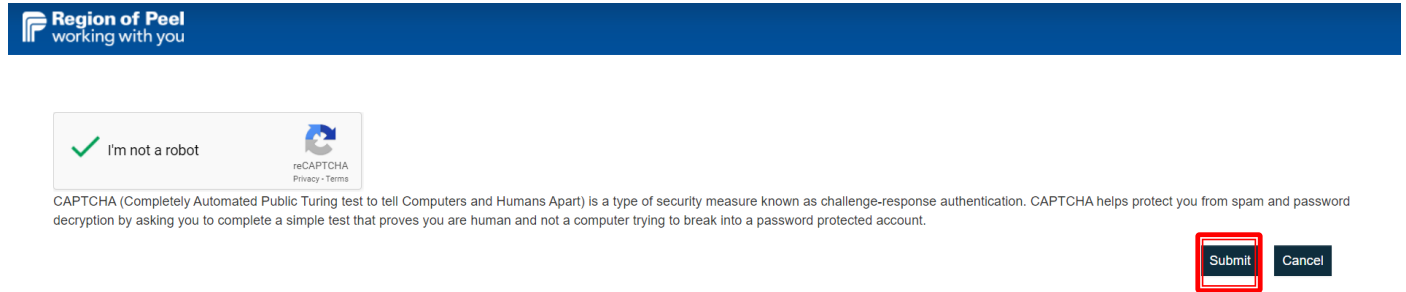 Region of Peel
working with you
I'm not a robot
reCAPTCHA
Privacy - Terms
CAPTCHA (Completely Automated Public Turing test to tell Computers and Humans Apart) is a type of security measure known as challenge-response authentication. CAPTCHA helps protect you from spam and password
decryption by asking you to complete a simple test that proves you are human and not a computer trying to break into a password protected account.
Submit Cancel